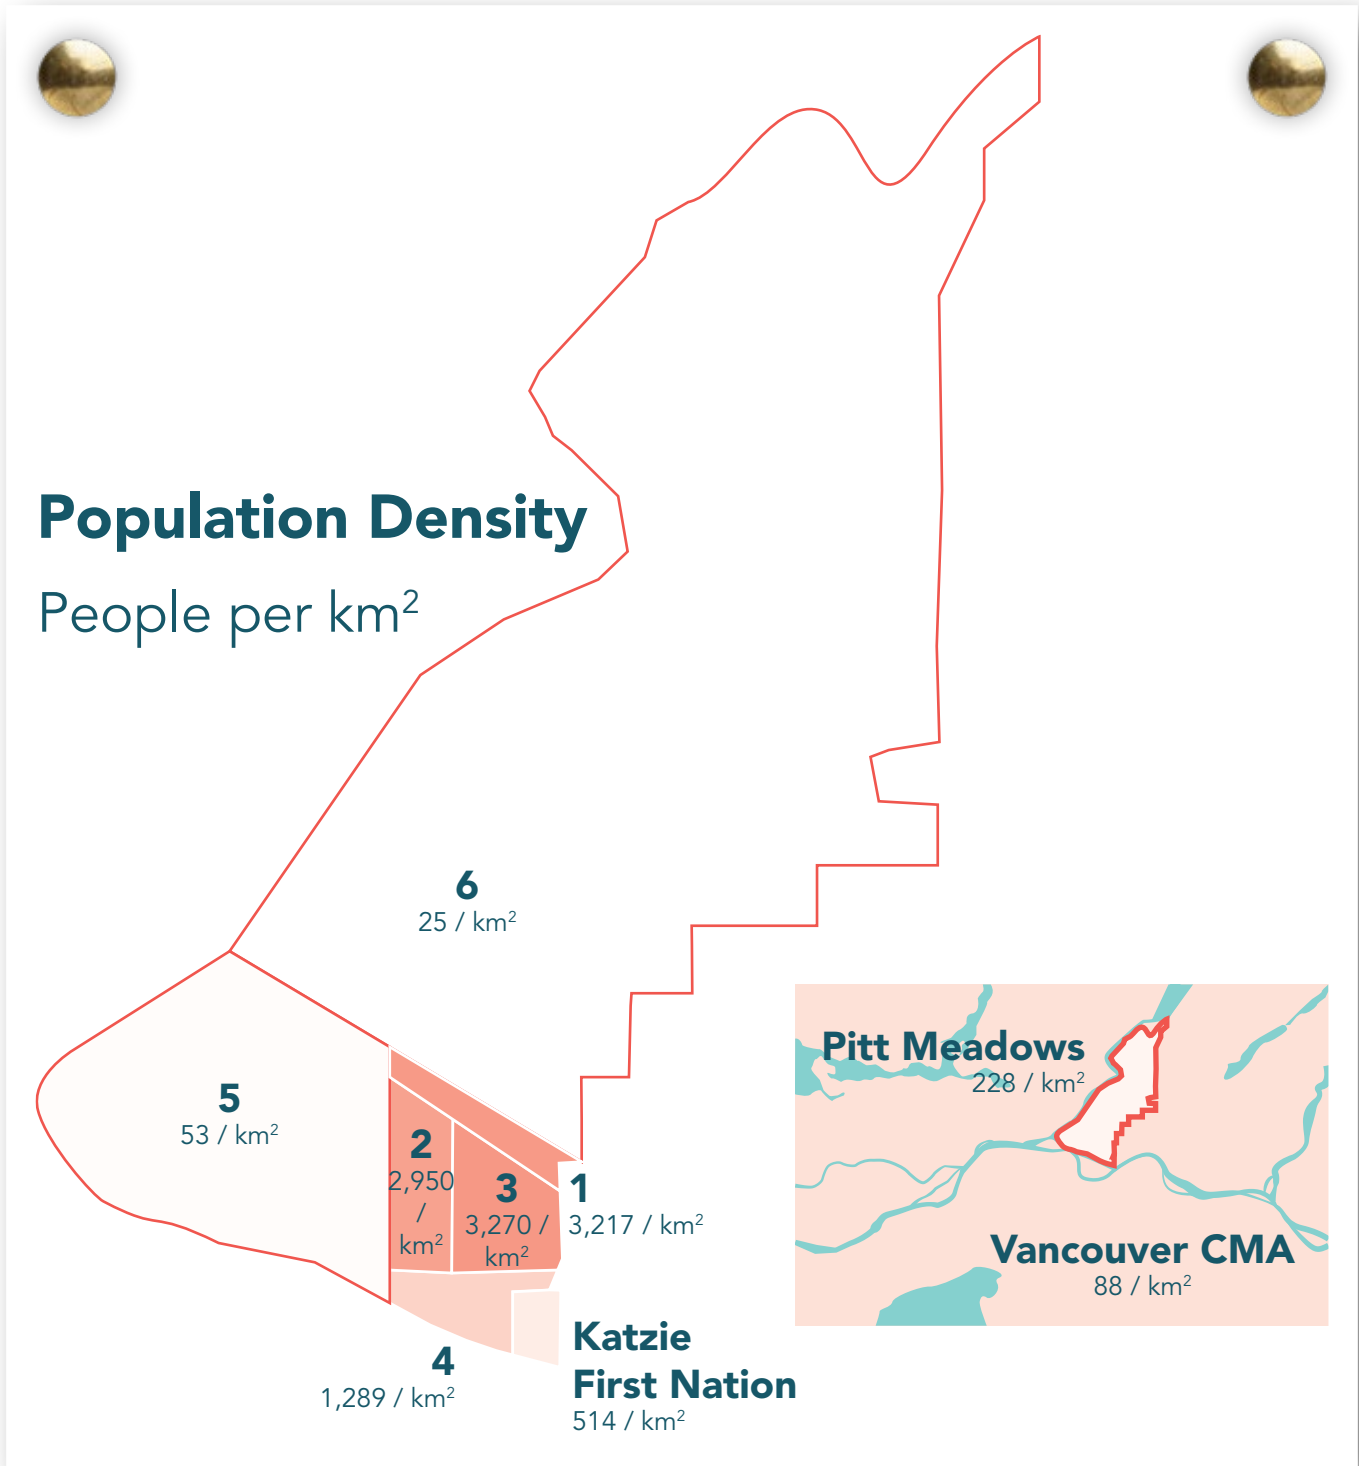 Population Density
People per km²
6
25 / km²
5
53 / km²
2
2,950
/
km²
3
3,270 /
km²
1
3,217 / km²
4
1,289 / km²
Katzie
First Nation
514 / km²
Pitt Meadows
228 / km²
Vancouver CMA
88 / km²